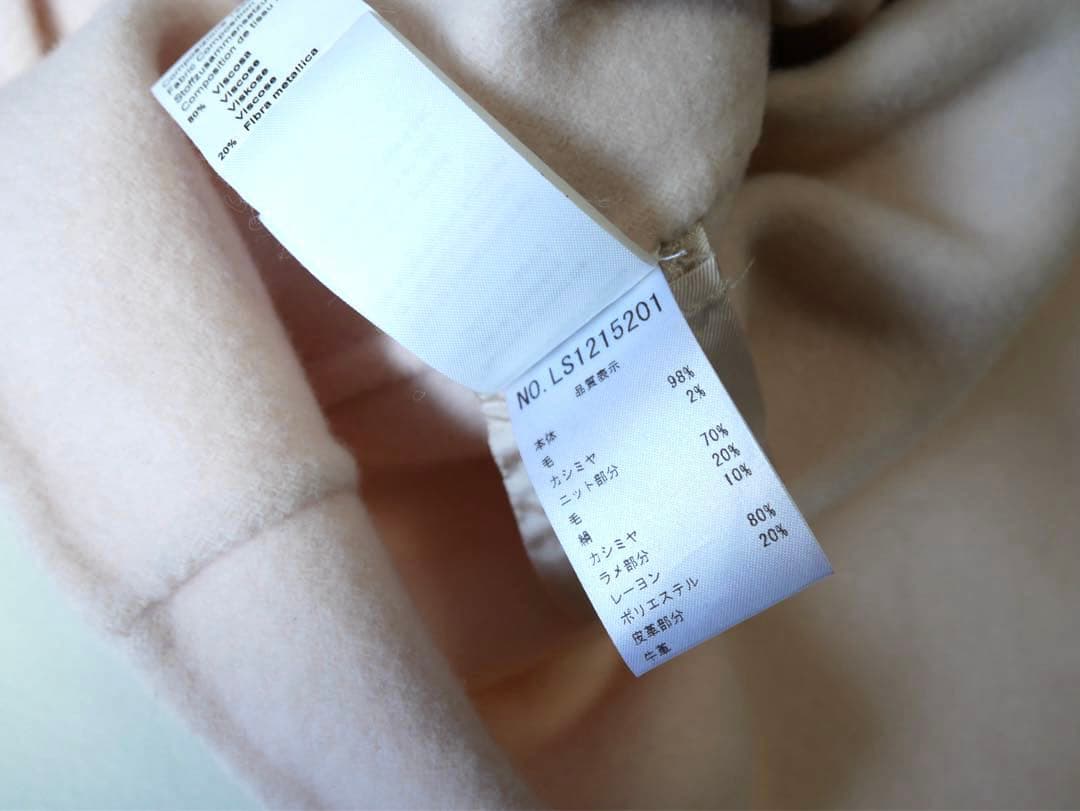 Fabric Composi
Stoffzusammensetzu
Composition de tissu
80% Viscosa
Viscose
Viskose
Viscose
20% Fibra metallica
NO. LS1215201
品質表示
本体
毛 98%
カシミヤ 2%
ニット部分
毛 70%
絹 20%
カシミヤ 10%
ラメ部分
レーヨン 80%
ポリエステル 20%
皮革部分
牛革